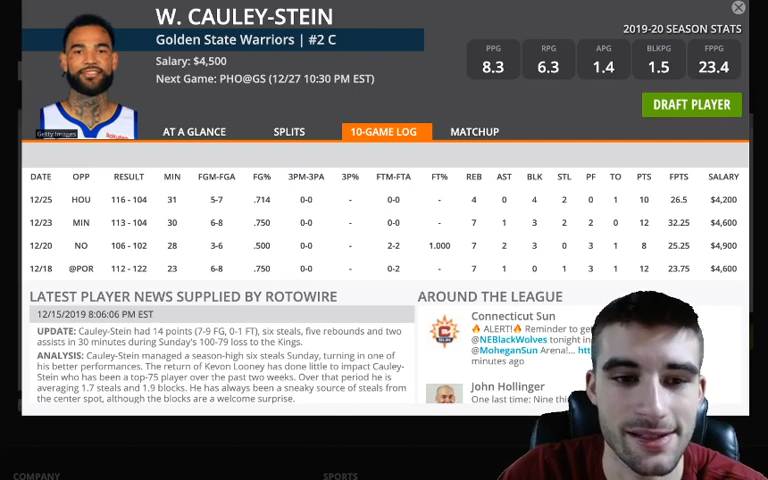 W. CAULEY-STEIN
Golden State Warriors | #2 C
Salary: $4,500
Next Game: PHO@GS (12/27 10:30 PM EST)
2019-20 SEASON STATS
PPG RPG APG BLKPG FPPG
8.3 6.3 1.4 1.5 23.4
DRAFT PLAYER
Getty Images
AT A GLANCE SPLITS 10-GAME LOG MATCHUP
DATE OPP RESULT MIN FGM-FGA FG% 3PM-3PA 3P% FTM-FTA FT% REB AST BLK STL PF TO PTS FPTS SALARY
12/25 HOU 116 - 104 31 5-7 .714 0-0 - 0-0 - 4 0 4 2 0 1 10 26.5 $4,200
12/23 MIN 113 - 104 30 6-8 .750 0-0 - 0-0 - 7 1 3 2 2 0 12 32.25 $4,600
12/20 NO 106 - 102 28 3-6 .500 0-0 - 2-2 1.000 7 2 3 0 3 1 8 25.25 $4,900
12/18 @POR 112 - 122 23 6-8 .750 0-0 - 0-2 - 7 1 0 1 3 1 12 23.75 $4,600
LATEST PLAYER NEWS SUPPLIED BY ROTOWIRE
12/15/2019 8:06:06 PM EST
UPDATE: Cauley-Stein had 14 points (7-9 FG, 0-1 FT), six steals, five rebounds and two
assists in 30 minutes during Sunday's 100-79 loss to the Kings.
ANALYSIS: Cauley-Stein managed a season-high six steals Sunday, turning in one of
his better performances. The return of Kevon Looney has done little to impact Cauley-
Stein who has been a top-75 player over the past two weeks. Over that period he is
averaging 1.7 steals and 1.9 blocks. He has always been a sneaky source of steals from
the center spot, although the blocks are a welcome surprise.
AROUND THE LEAGUE
Connecticut Sun
ALERT! Reminder to get
@NEBlackWolves tonight in
@MoheganSun Arena!... htt
minutes ago
John Hollinger
One last time: Nine thi
COMPANY SPORTS